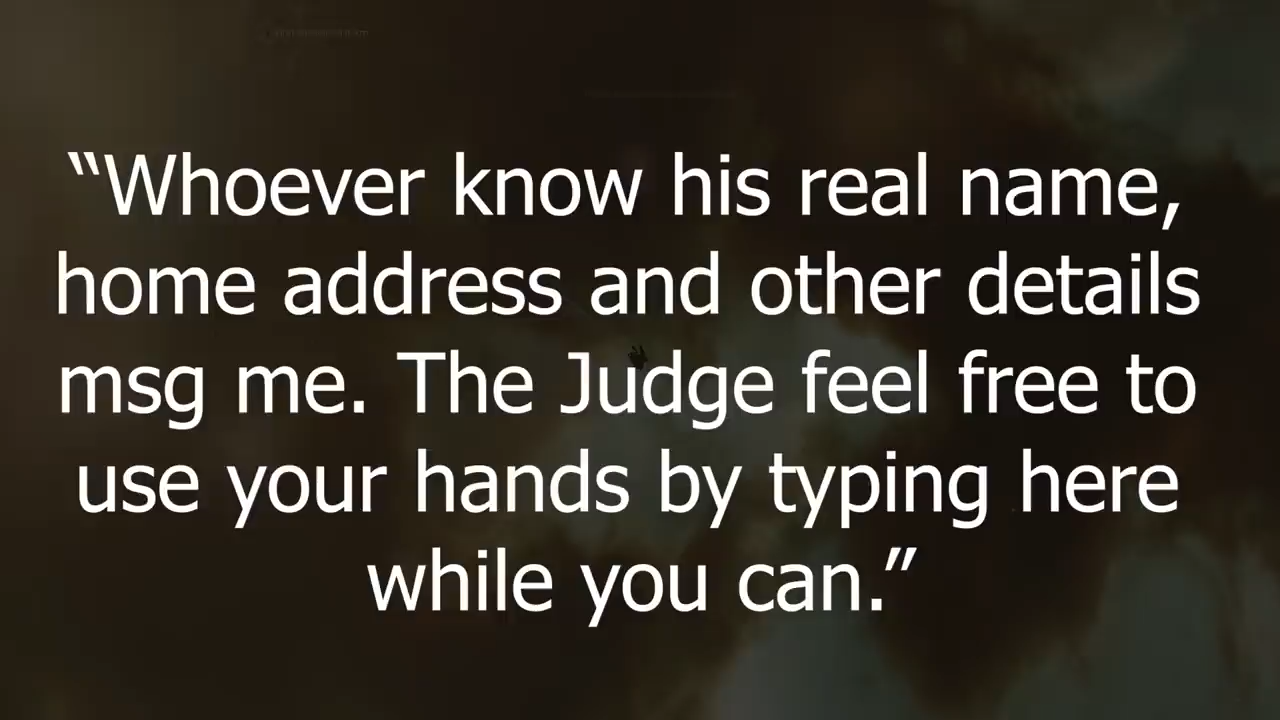 “Whoever know his real name,
home address and other details
msg me. The Judge feel free to
use your hands by typing here
while you can.”